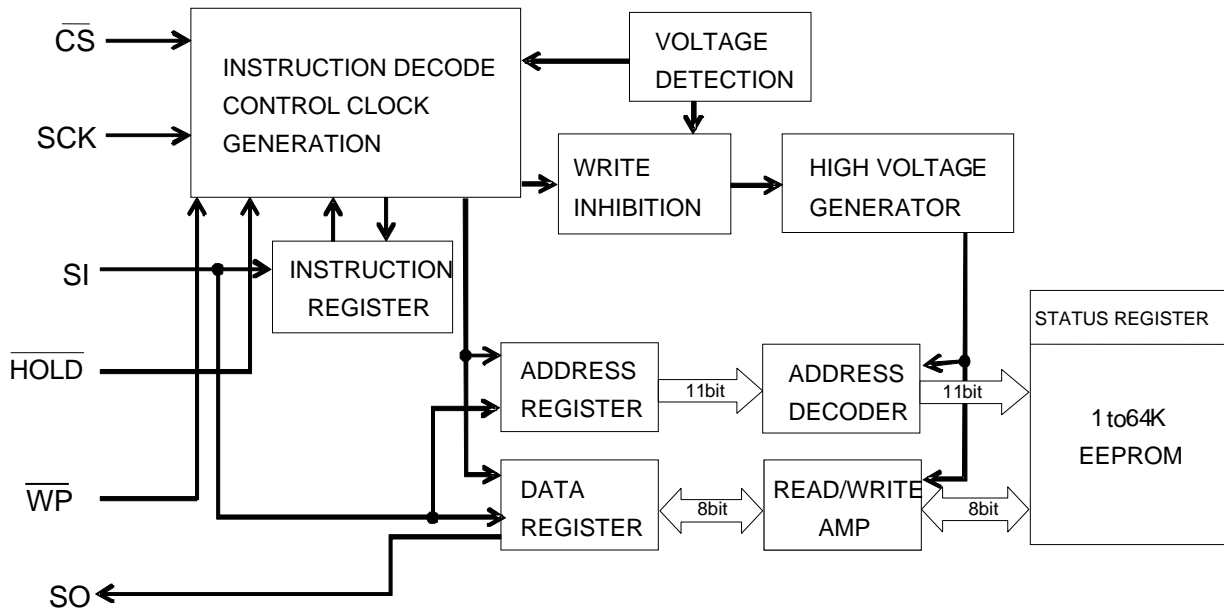 CS
SCK
SI
HOLD
WP
SO
INSTRUCTION DECODE
CONTROL CLOCK
GENERATION
VOLTAGE
DETECTION
WRITE
INHIBITION
HIGH VOLTAGE
GENERATOR
INSTRUCTION
REGISTER
ADDRESS
REGISTER
11bit
ADDRESS
DECODER
11bit
STATUS REGISTER
1 to64K
EEPROM
DATA
REGISTER
8bit
READ/WRITE
AMP
8bit